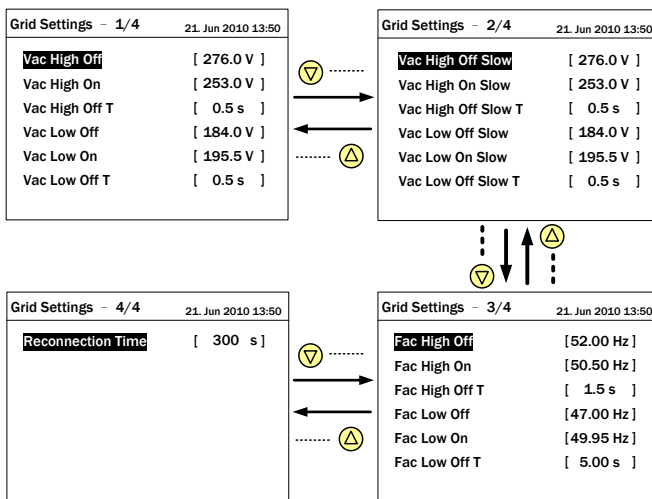 Grid Settings – 1/4 21. Jun 2010 13:50
Vac High Off [ 276.0 V ]
Vac High On [ 253.0 V ]
Vac High Off T [ 0.5 s ]
Vac Low Off [ 184.0 V ]
Vac Low On [ 195.5 V ]
Vac Low Off T [ 0.5 s ]
Grid Settings – 2/4 21. Jun 2010 13:50
Vac High Off Slow [ 276.0 V ]
Vac High On Slow [ 253.0 V ]
Vac High Off Slow T [ 0.5 s ]
Vac Low Off Slow [ 184.0 V ]
Vac Low On Slow [ 195.5 V ]
Vac Low Off Slow T [ 0.5 s ]
Grid Settings – 4/4 21. Jun 2010 13:50
Reconnection Time [ 300 s ]
Grid Settings – 3/4 21. Jun 2010 13:50
Fac High Off [52.00 Hz ]
Fac High On [50.50 Hz ]
Fac High Off T [ 1.5 s ]
Fac Low Off [47.00 Hz ]
Fac Low On [49.95 Hz ]
Fac Low Off T [ 5.00 s ]